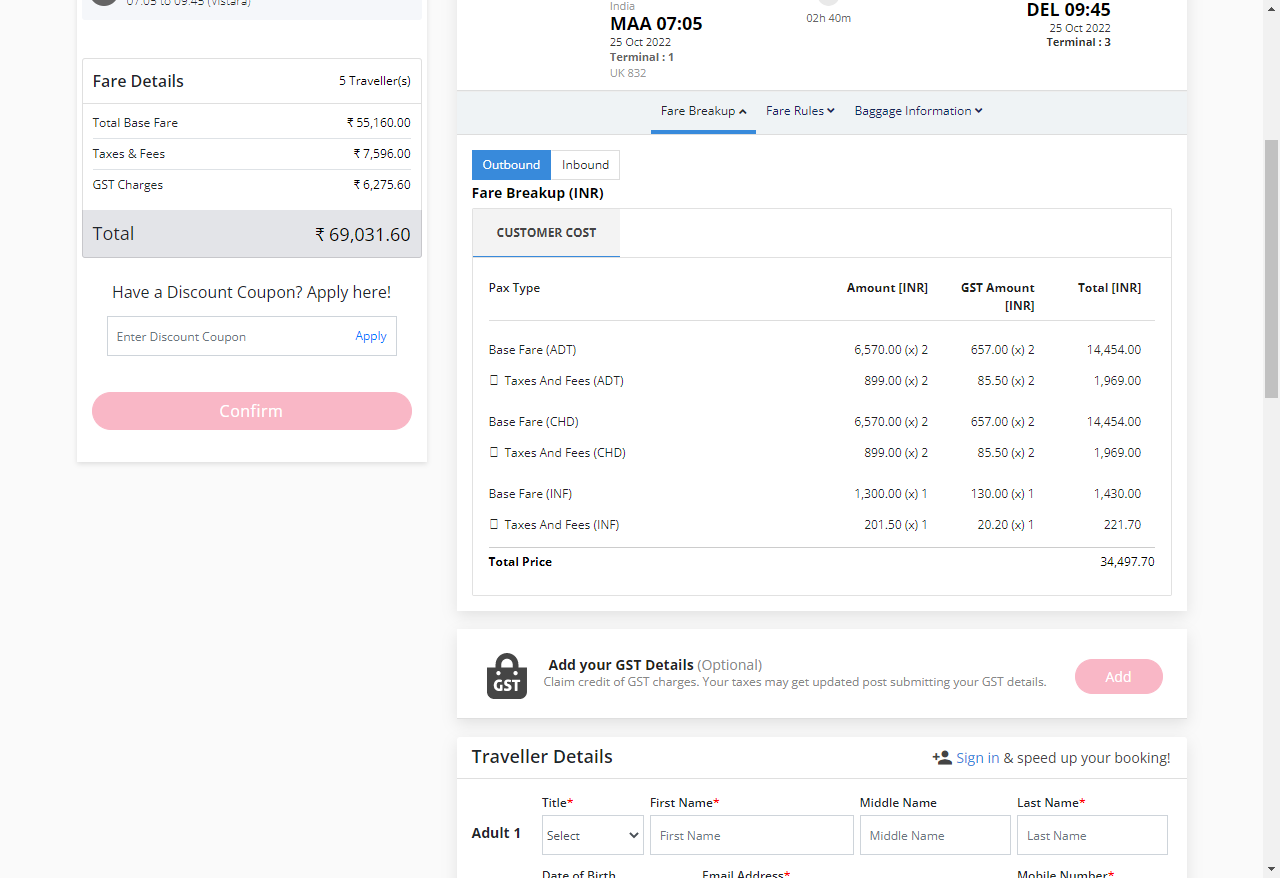 07:05 to 09:45 (Vistara)
Fare Details 5 Traveller(s)
Total Base Fare ₹ 55,160.00
Taxes & Fees ₹ 7,596.00
GST Charges ₹ 6,275.60
Total ₹ 69,031.60
Have a Discount Coupon? Apply here!
Enter Discount Coupon Apply
Confirm
India
MAA 07:05
25 Oct 2022
Terminal : 1
UK 832
02h 40m
DEL 09:45
25 Oct 2022
Terminal : 3
Fare Breakup Fare Rules Baggage Information
Outbound Inbound
Fare Breakup (INR)
CUSTOMER COST
Pax Type Amount [INR] GST Amount [INR] Total [INR]
Base Fare (ADT) 6,570.00 (x) 2 657.00 (x) 2 14,454.00
Taxes And Fees (ADT) 899.00 (x) 2 85.50 (x) 2 1,969.00
Base Fare (CHD) 6,570.00 (x) 2 657.00 (x) 2 14,454.00
Taxes And Fees (CHD) 899.00 (x) 2 85.50 (x) 2 1,969.00
Base Fare (INF) 1,300.00 (x) 1 130.00 (x) 1 1,430.00
Taxes And Fees (INF) 201.50 (x) 1 20.20 (x) 1 221.70
Total Price 34,497.70
GST
Add your GST Details (Optional)
Claim credit of GST charges. Your taxes may get updated post submitting your GST details.
Add
Traveller Details Sign in & speed up your booking!
Title* First Name* Middle Name Last Name*
Adult 1 Select First Name Middle Name Last Name
Date of Birth Email Address* Mobile Number*